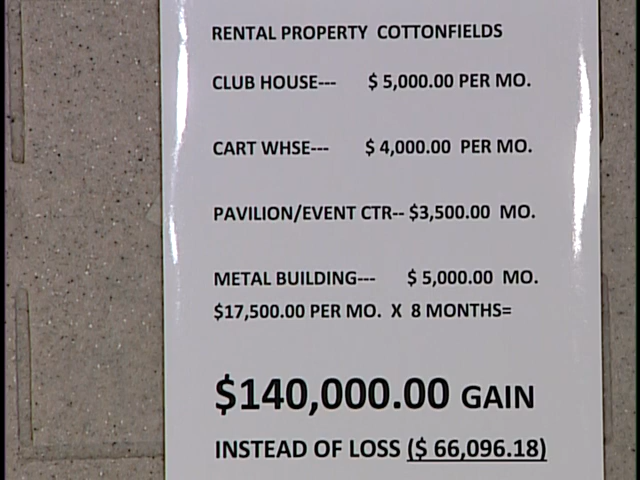 RENTAL PROPERTY COTTONFIELDS
CLUB HOUSE--- $ 5,000.00 PER MO.
CART WHSE--- $ 4,000.00 PER MO.
PAVILION/EVENT CTR-- $3,500.00 MO.
METAL BUILDING--- $ 5,000.00 MO.
$17,500.00 PER MO. X 8 MONTHS=
$140,000.00 GAIN
INSTEAD OF LOSS ($ 66,096.18)